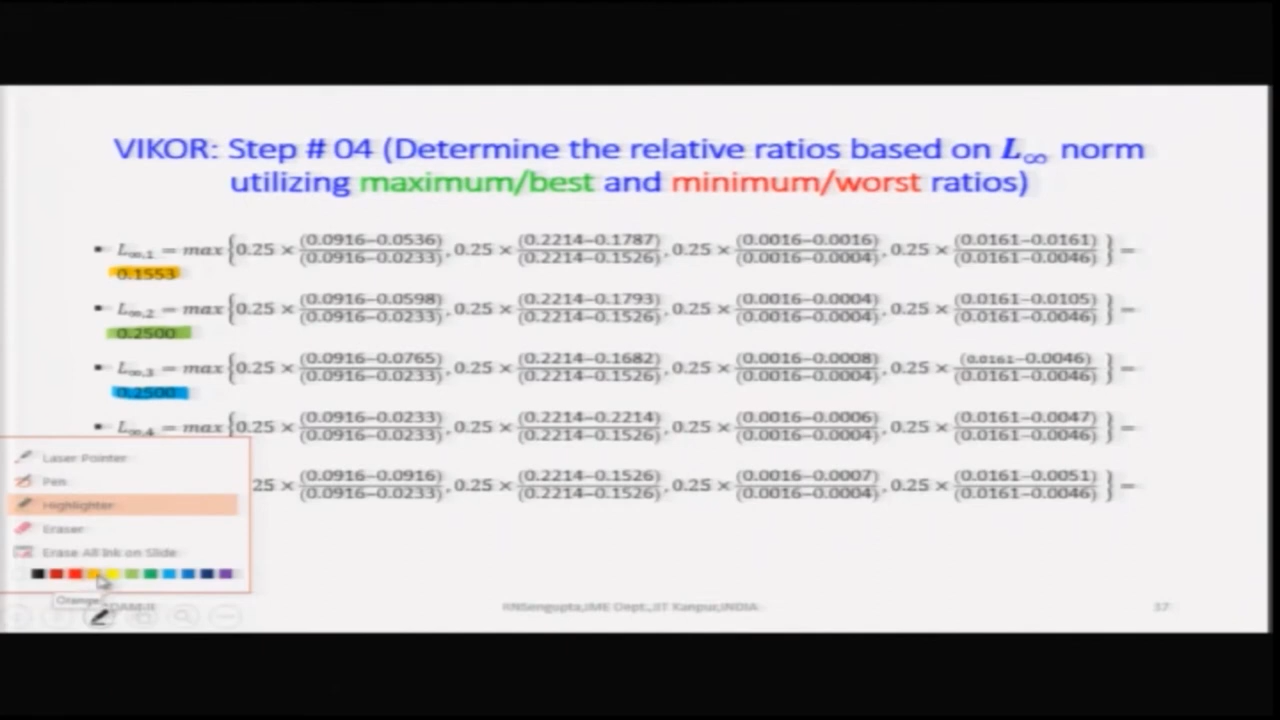 VIKOR: Step # 04 (Determine the relative ratios based on L∞ norm
utilizing maximum/best and minimum/worst ratios)
▪ L∞,1 = max {0.25 × (0.0916−0.0536)/(0.0916−0.0233), 0.25 × (0.2214−0.1787)/(0.2214−0.1526), 0.25 × (0.0016−0.0016)/(0.0016−0.0004), 0.25 × (0.0161−0.0161)/(0.0161−0.0046)} =
0.1553
▪ L∞,2 = max {0.25 × (0.0916−0.0598)/(0.0916−0.0233), 0.25 × (0.2214−0.1793)/(0.2214−0.1526), 0.25 × (0.0016−0.0004)/(0.0016−0.0004), 0.25 × (0.0161−0.0105)/(0.0161−0.0046)} =
0.2500
▪ L∞,3 = max {0.25 × (0.0916−0.0765)/(0.0916−0.0233), 0.25 × (0.2214−0.1682)/(0.2214−0.1526), 0.25 × (0.0016−0.0008)/(0.0016−0.0004), 0.25 × (0.0161−0.0046)/(0.0161−0.0046)} =
0.2500
▪ L∞,4 = max {0.25 × (0.0916−0.0233)/(0.0916−0.0233), 0.25 × (0.2214−0.2214)/(0.2214−0.1526), 0.25 × (0.0016−0.0006)/(0.0016−0.0004), 0.25 × (0.0161−0.0047)/(0.0161−0.0046)} =
25 × (0.0916−0.0916)/(0.0916−0.0233), 0.25 × (0.2214−0.1526)/(0.2214−0.1526), 0.25 × (0.0016−0.0007)/(0.0016−0.0004), 0.25 × (0.0161−0.0051)/(0.0161−0.0046)} =
Laser Pointer
Pen
Highlighter
Eraser
Erase All Ink on Slide
Orange
RNSengupta,IME Dept.,IIT Kanpur,INDIA
37